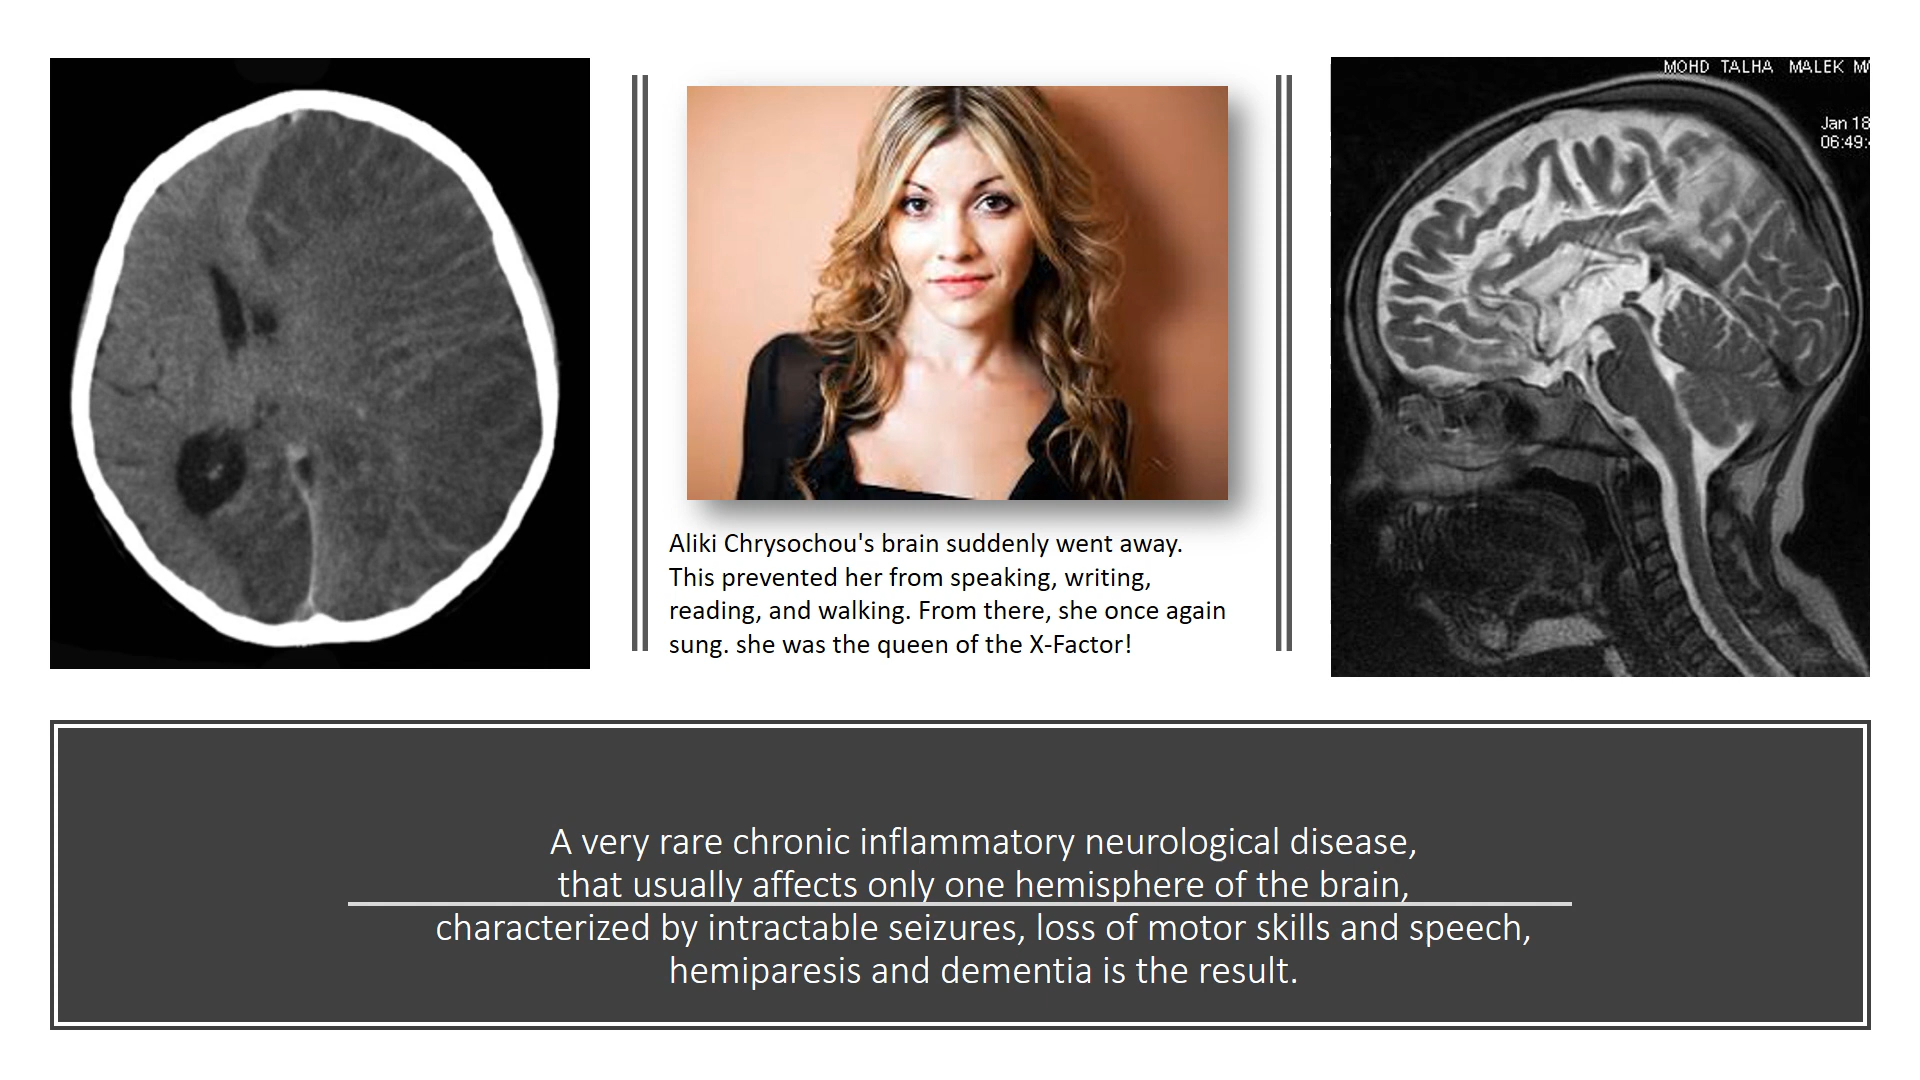 MOHD TALHA MALEK
Jan 18
06:49:
Aliki Chrysochou's brain suddenly went away.
This prevented her from speaking, writing,
reading, and walking. From there, she once again
sung. she was the queen of the X-Factor!
A very rare chronic inflammatory neurological disease,
that usually affects only one hemisphere of the brain,
characterized by intractable seizures, loss of motor skills and speech,
hemiparesis and dementia is the result.